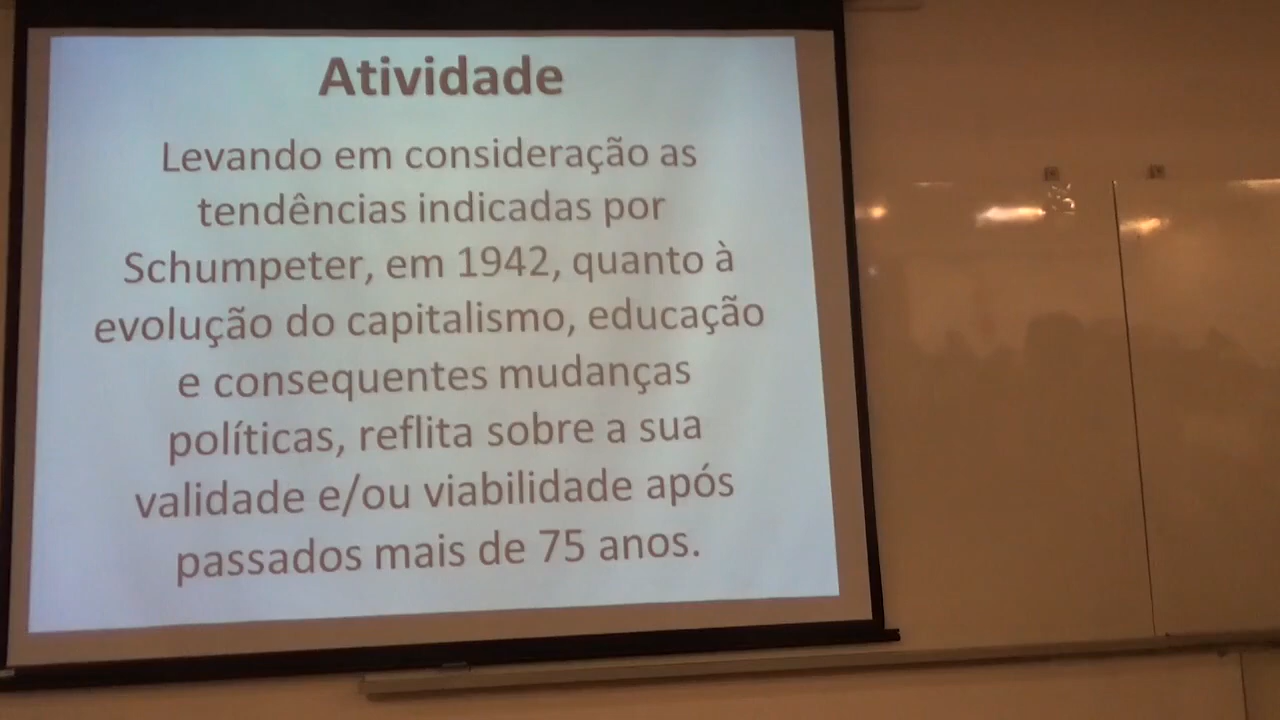 Atividade
Levando em consideração as
tendências indicadas por
Schumpeter, em 1942, quanto à
evolução do capitalismo, educação
e consequentes mudanças
políticas, reflita sobre a sua
validade e/ou viabilidade após
passados mais de 75 anos.